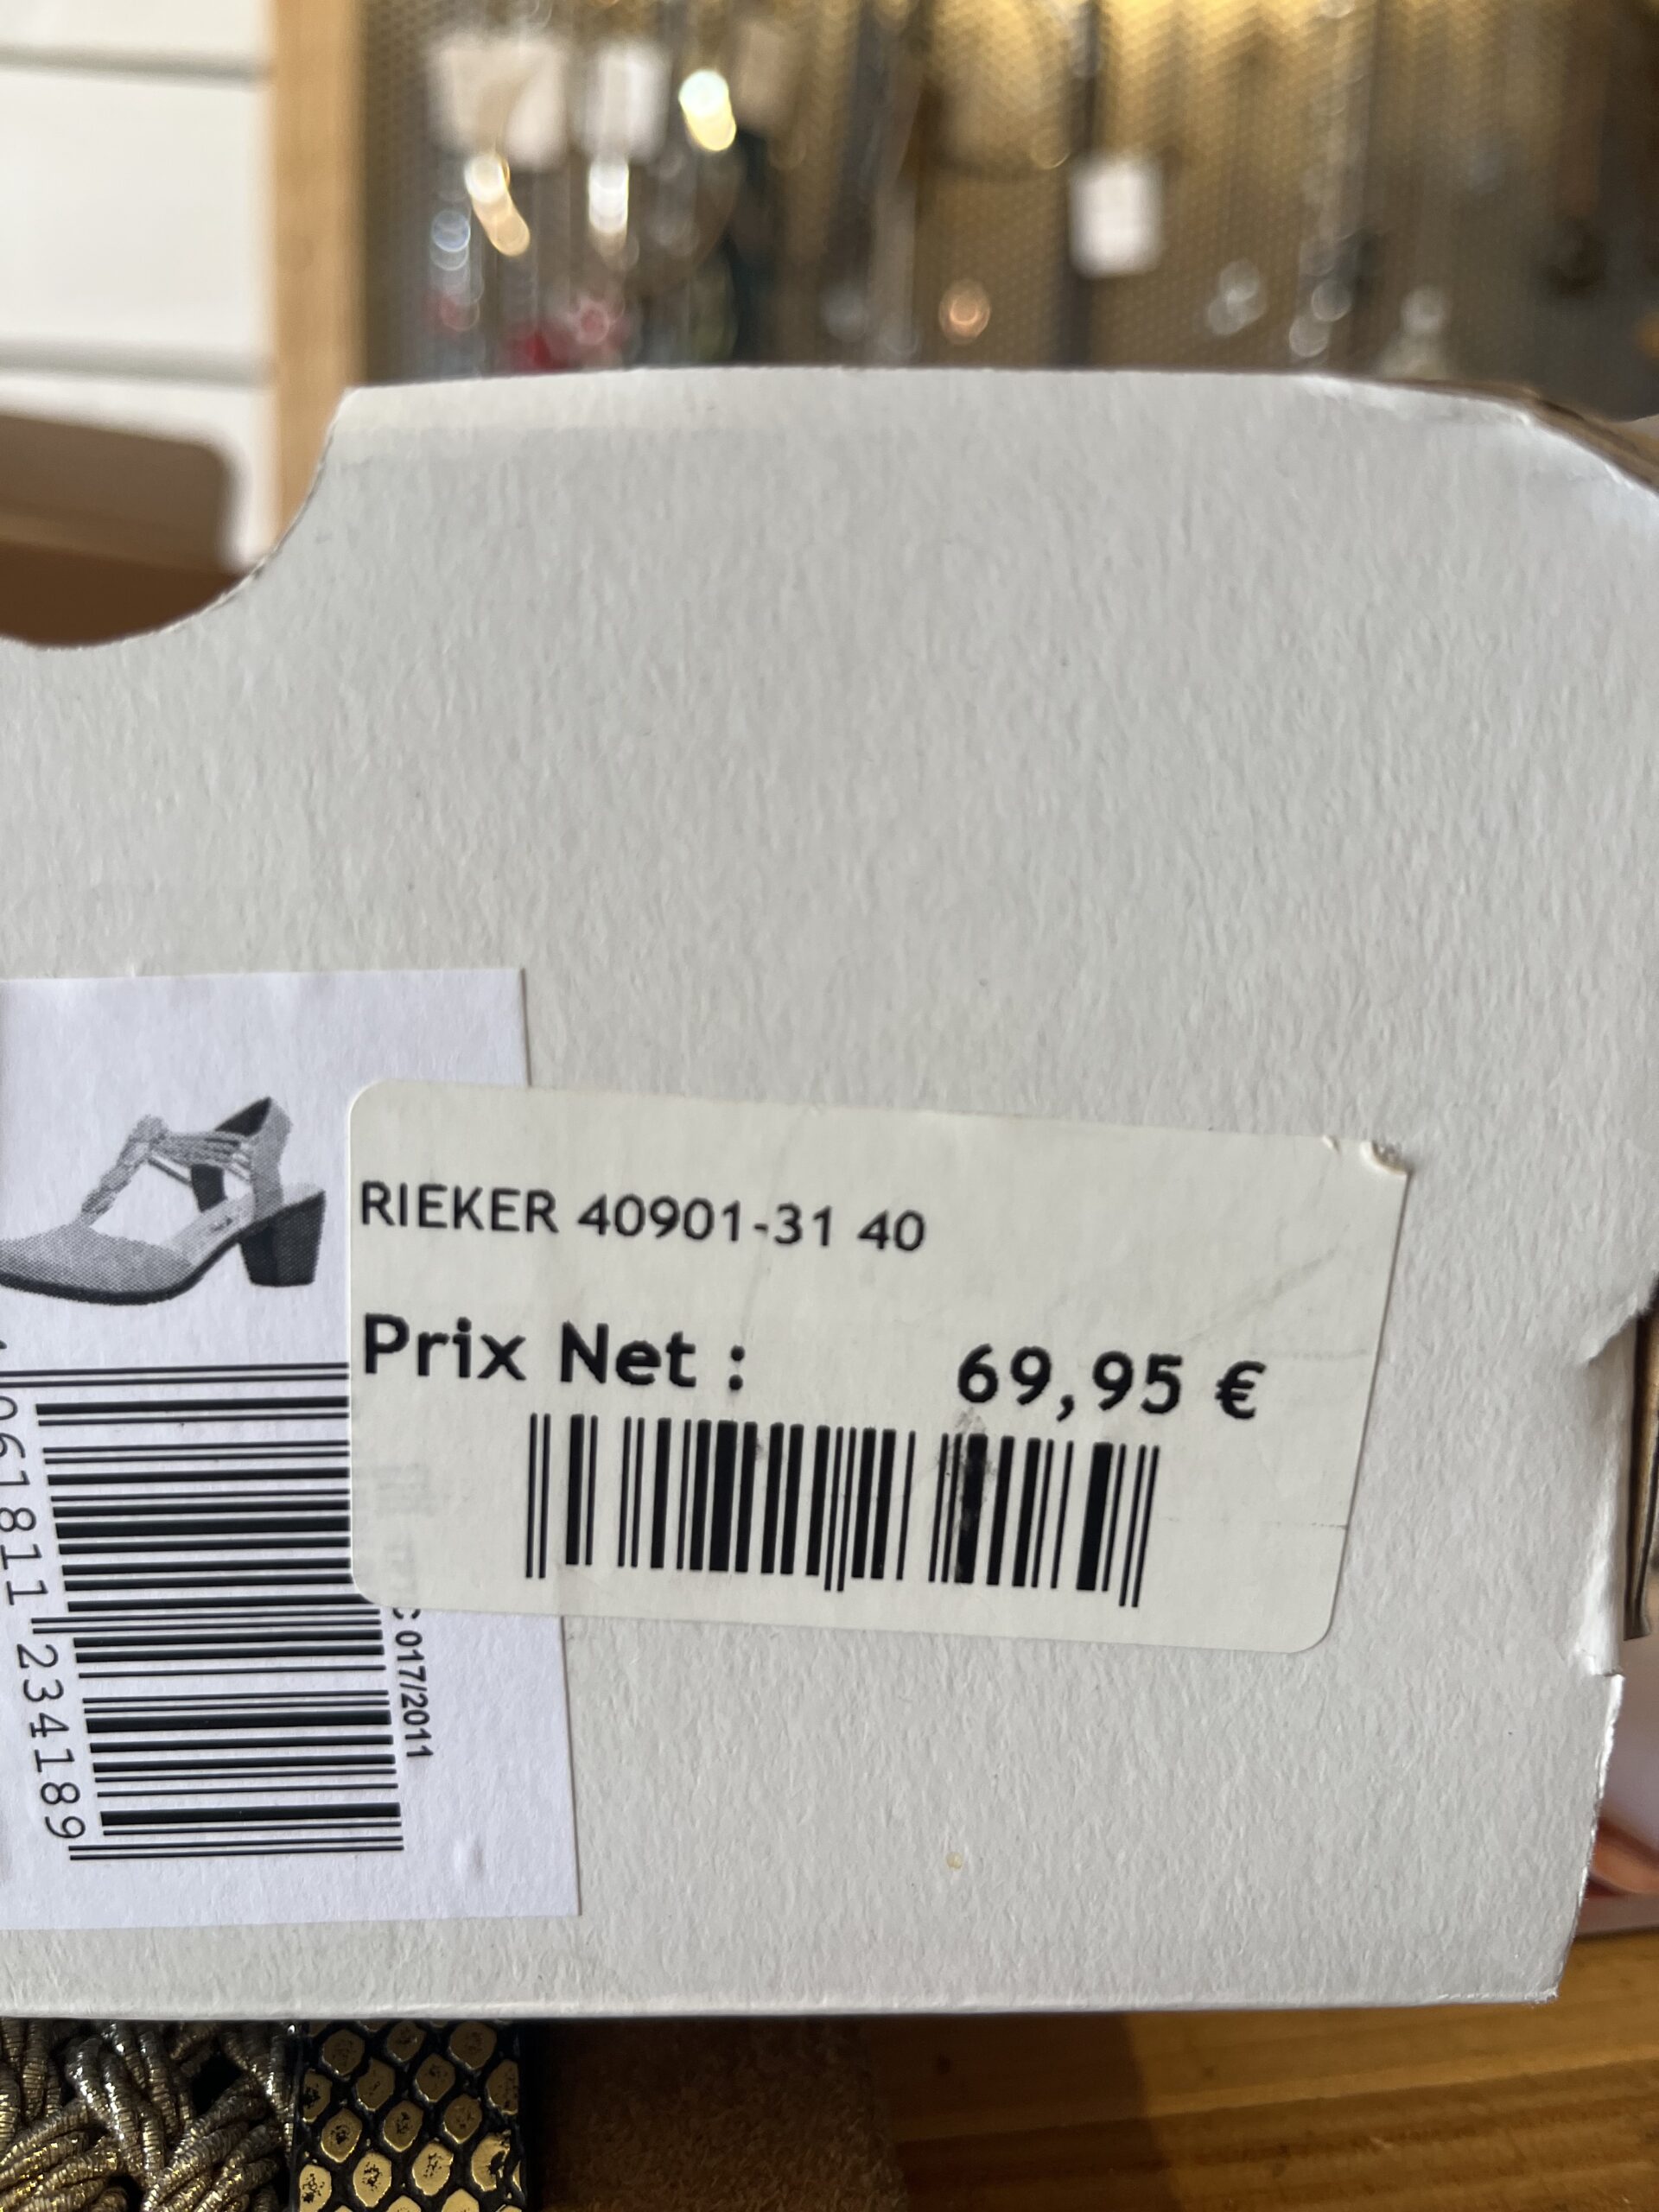 RIEKER 40901-31 40
Prix Net : 69,95 €
061811 234189
017/2011